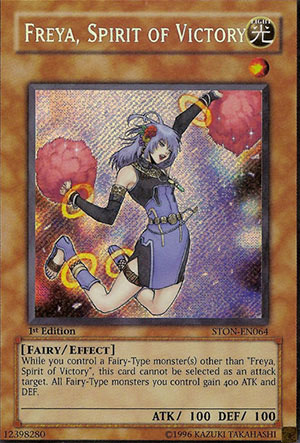 FREYA, SPIRIT OF VICTORY
LIGHT
光
1st Edition
STON-EN064
[FAIRY/EFFECT]
While you control a Fairy-Type monster(s) other than "Freya,
Spirit of Victory", this card cannot be selected as an attack
target. All Fairy-Type monsters you control gain 400 ATK and
DEF.
ATK/ 100 DEF/ 100
12398280
©1996 KAZUKI TAKAHASHI